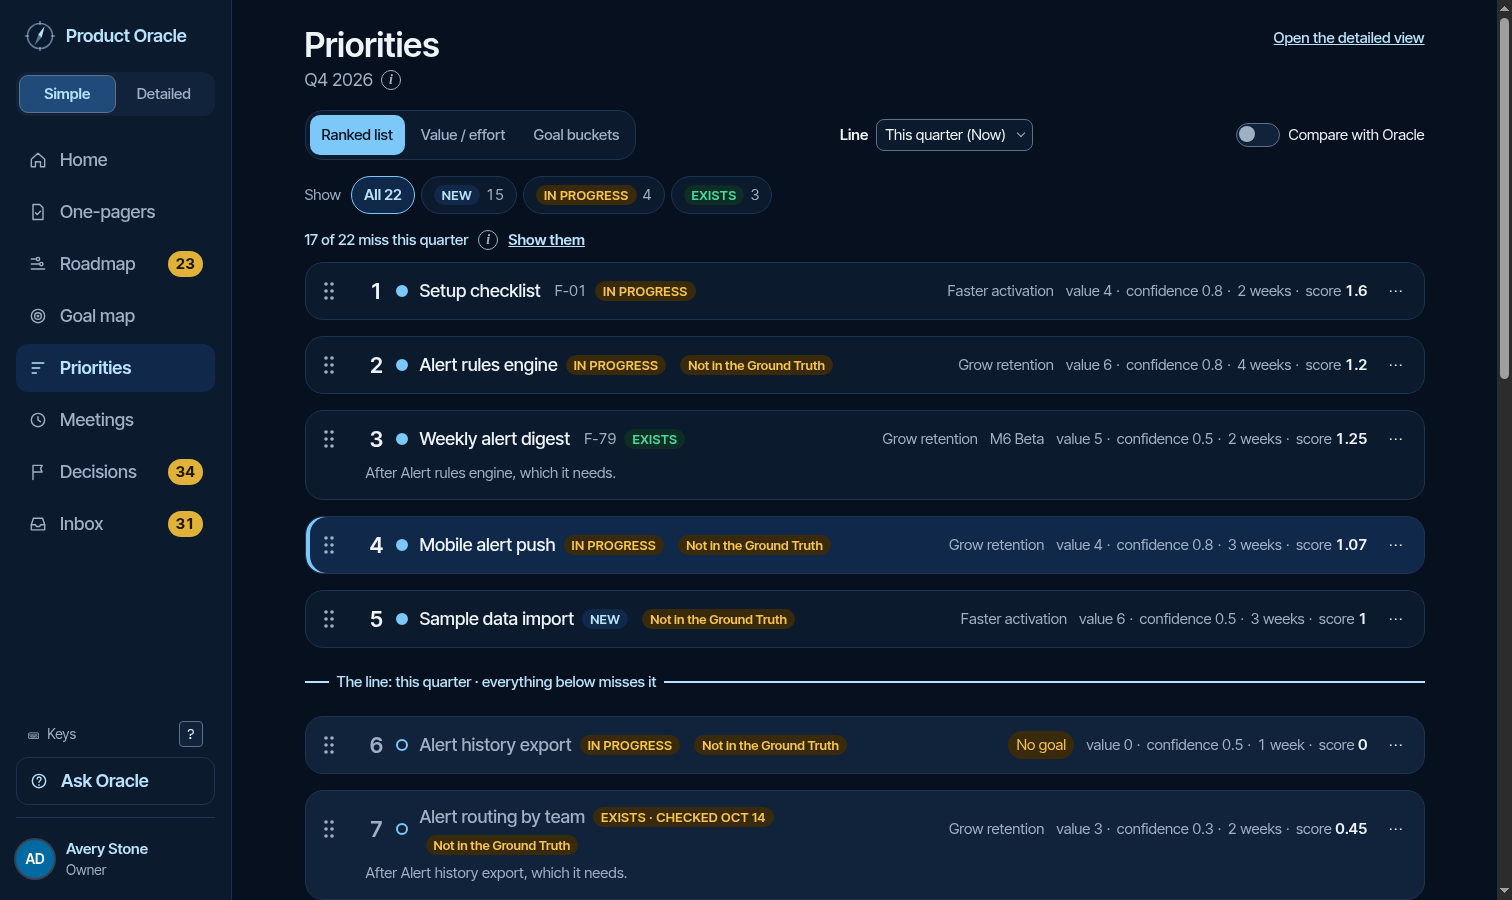 Product Oracle
Simple Detailed
Home
One-pagers
Roadmap 23
Goal map
Priorities
Meetings
Decisions 34
Inbox 31
Keys ?
Ask Oracle
AD Avery Stone
Owner
Priorities
Open the detailed view
Q4 2026 i
Ranked list Value / effort Goal buckets
Line This quarter (Now)
Compare with Oracle
Show All 22 NEW 15 IN PROGRESS 4 EXISTS 3
17 of 22 miss this quarter i Show them
1 Setup checklist F-01 IN PROGRESS Faster activation value 4 · confidence 0.8 · 2 weeks · score 1.6 ···
2 Alert rules engine IN PROGRESS Not in the Ground Truth Grow retention value 6 · confidence 0.8 · 4 weeks · score 1.2 ···
3 Weekly alert digest F-79 EXISTS Grow retention M6 Beta value 5 · confidence 0.5 · 2 weeks · score 1.25 ···
After Alert rules engine, which it needs.
4 Mobile alert push IN PROGRESS Not in the Ground Truth Grow retention value 4 · confidence 0.8 · 3 weeks · score 1.07 ···
5 Sample data import NEW Not in the Ground Truth Faster activation value 6 · confidence 0.5 · 3 weeks · score 1 ···
The line: this quarter · everything below misses it
6 Alert history export IN PROGRESS Not in the Ground Truth No goal value 0 · confidence 0.5 · 1 week · score 0 ···
7 Alert routing by team EXISTS · CHECKED OCT 14 Grow retention value 3 · confidence 0.3 · 2 weeks · score 0.45 ···
Not in the Ground Truth
After Alert history export, which it needs.